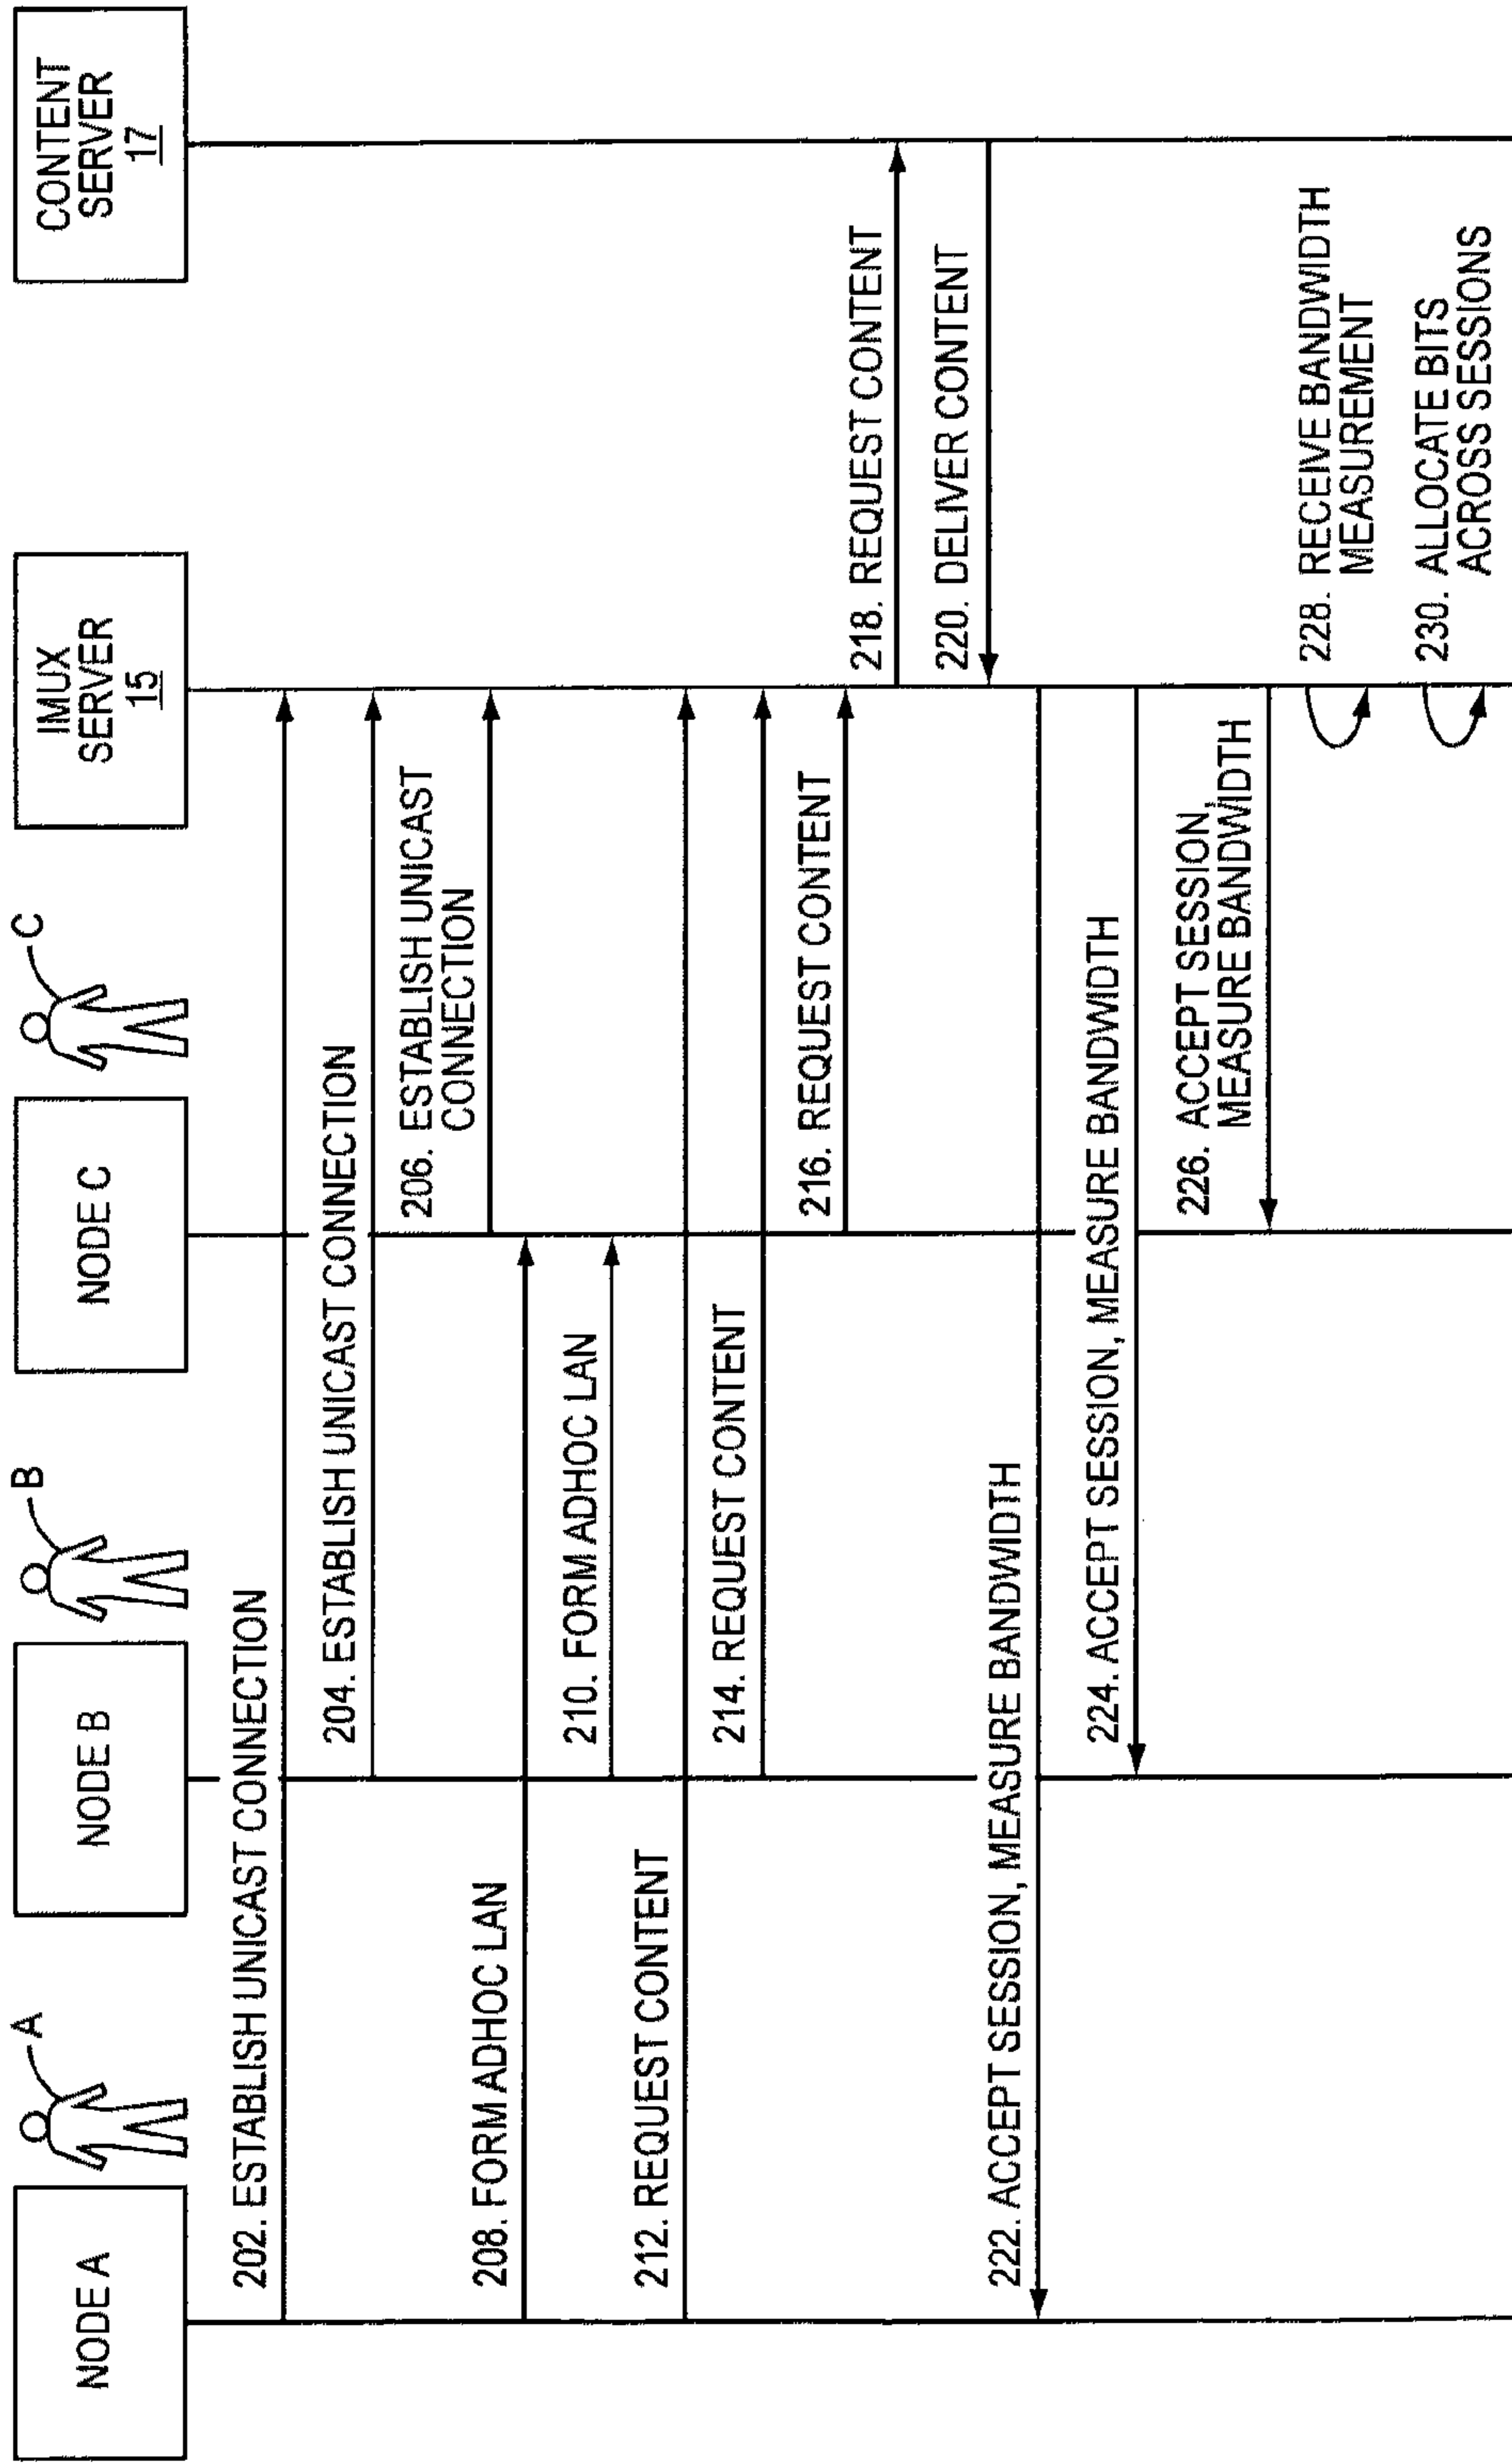 NODE A
A
NODE B
B
NODE C
C
IMUX
SERVER
15
CONTENT
SERVER
17
202. ESTABLISH UNICAST CONNECTION
204. ESTABLISH UNICAST CONNECTION
206. ESTABLISH UNICAST
CONNECTION
208. FORM ADHOC LAN
210. FORM ADHOC LAN
212. REQUEST CONTENT
214. REQUEST CONTENT
216. REQUEST CONTENT
218. REQUEST CONTENT
220. DELIVER CONTENT
222. ACCEPT SESSION, MEASURE BANDWIDTH
224. ACCEPT SESSION, MEASURE BANDWIDTH
226. ACCEPT SESSION,
MEASURE BANDWIDTH
228. RECEIVE BANDWIDTH
MEASUREMENT
230. ALLOCATE BITS
ACROSS SESSIONS